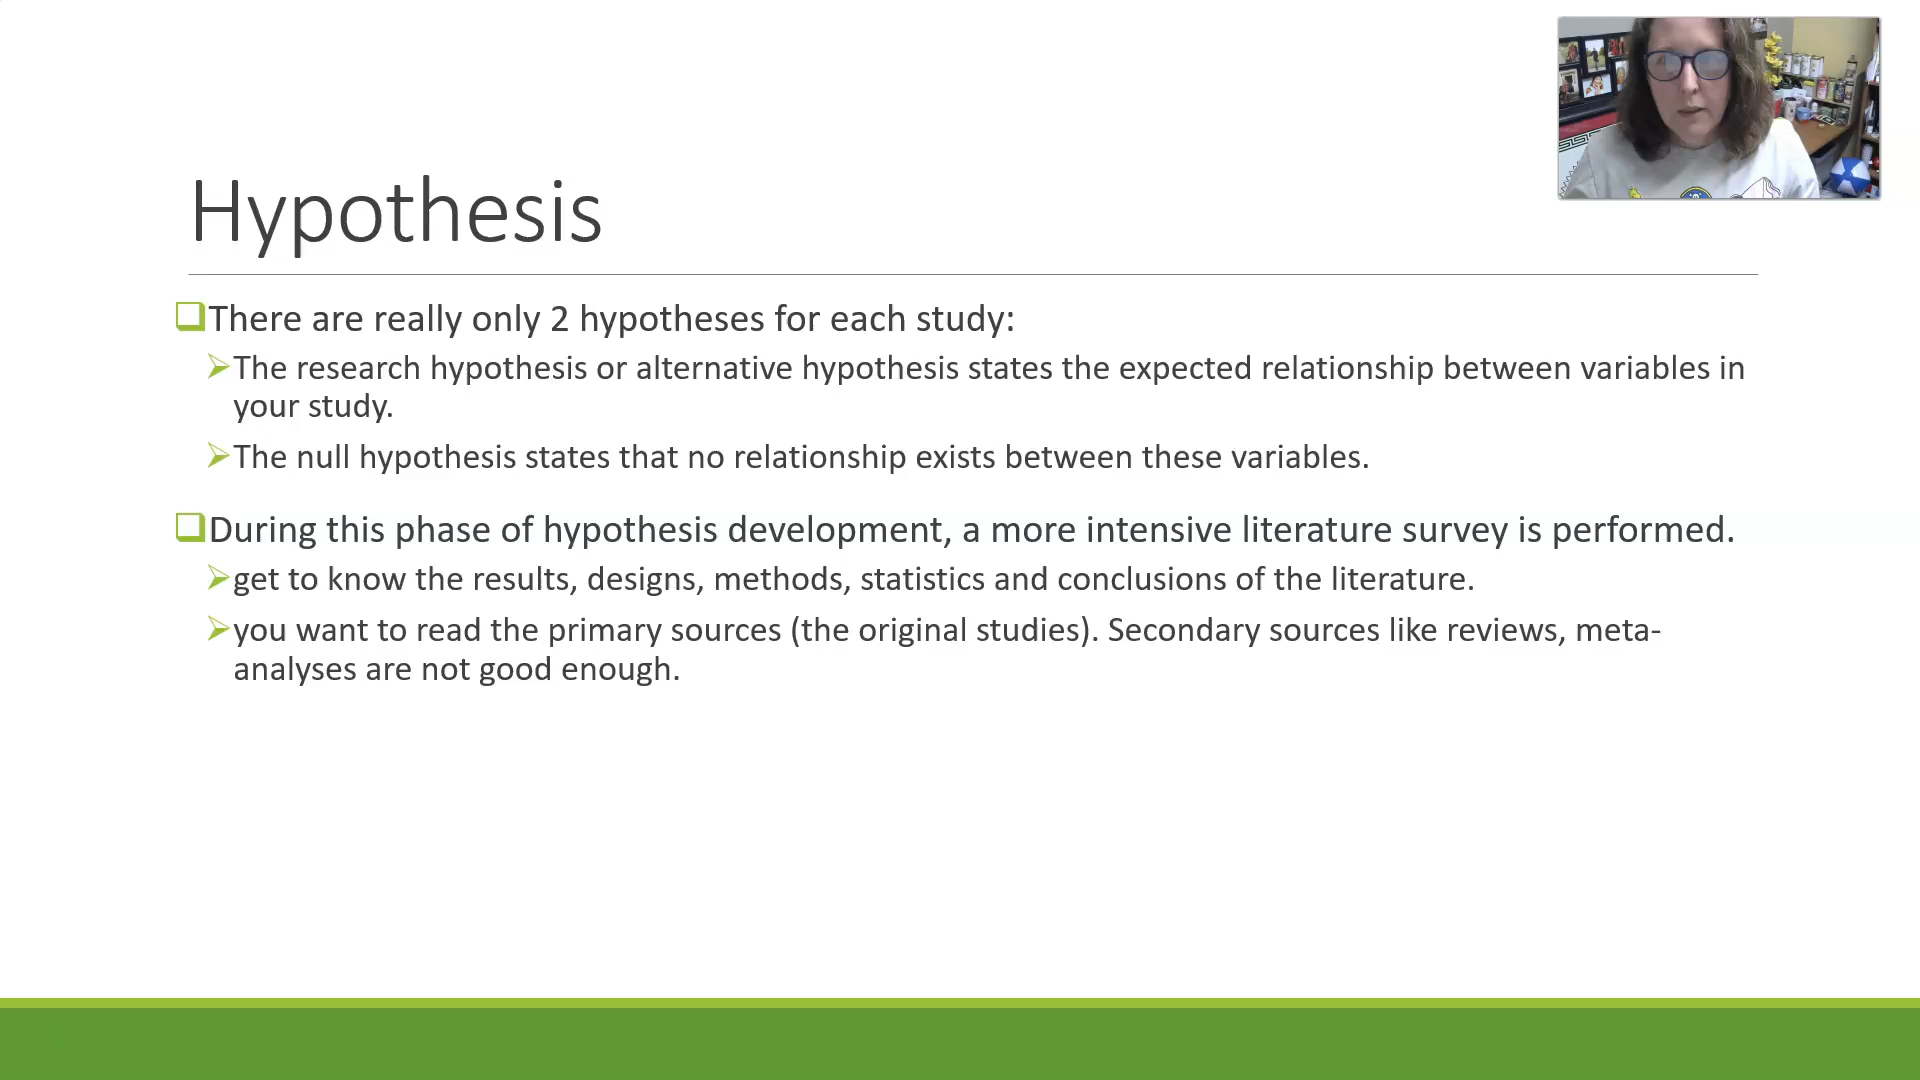 Hypothesis
There are really only 2 hypotheses for each study:
The research hypothesis or alternative hypothesis states the expected relationship between variables in
your study.
The null hypothesis states that no relationship exists between these variables.
During this phase of hypothesis development, a more intensive literature survey is performed.
get to know the results, designs, methods, statistics and conclusions of the literature.
you want to read the primary sources (the original studies). Secondary sources like reviews, meta-
analyses are not good enough.